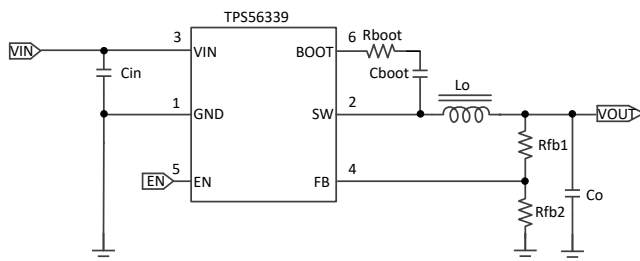 TPS56339
VIN
3
VIN
Cin
1
GND
5
EN
EN
BOOT
6
Rboot
Cboot
SW
2
Lo
FB
4
Rfb1
Rfb2
VOUT
Co